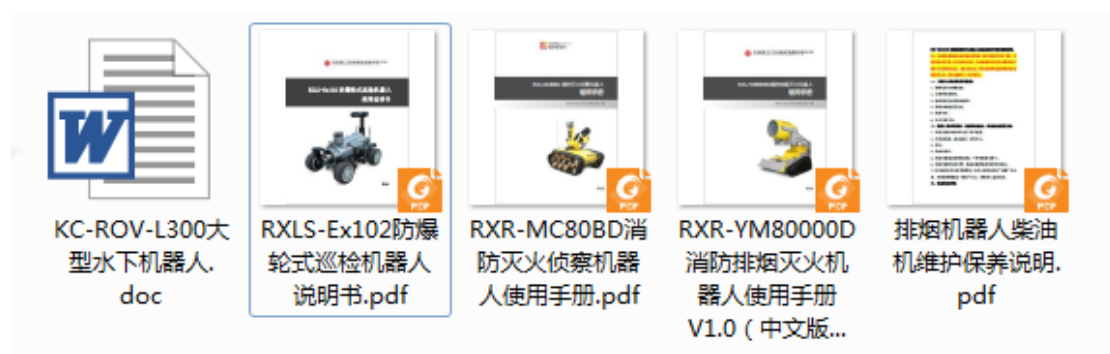 W
PDF
PDF
PDF
PDF
KC-ROV-L300大
型水下机器人.
doc
RXLS-Ex102防爆
轮式巡检机器人
说明书.pdf
RXR-MC80BD消
防灭火侦察机器
人使用手册.pdf
RXR-YM80000D
消防排烟灭火机
器人使用手册
V1.0（中文版...
排烟机器人柴油
机维护保养说明.
pdf